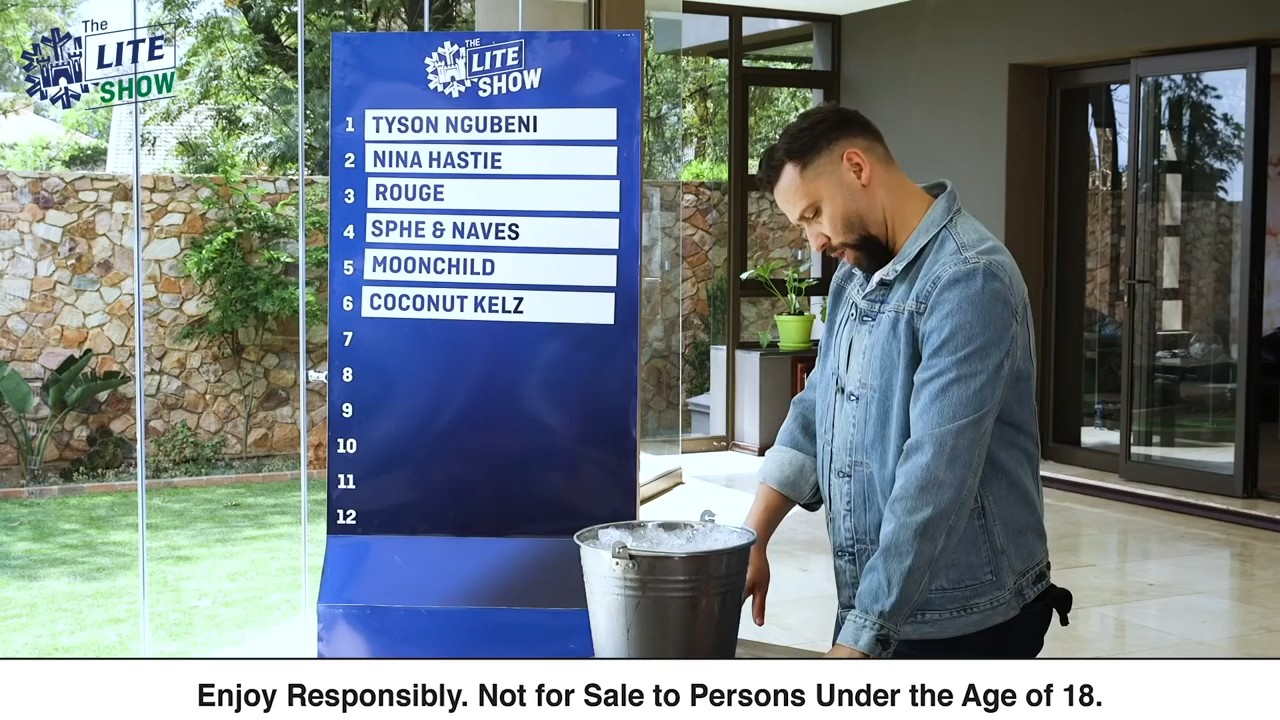 The
LITE
SHOW
The
LITE
SHOW
1 TYSON NGUBENI
2 NINA HASTIE
3 ROUGE
4 SPHE & NAVES
5 MOONCHILD
6 COCONUT KELZ
7
8
9
10
11
12
Enjoy Responsibly. Not for Sale to Persons Under the Age of 18.